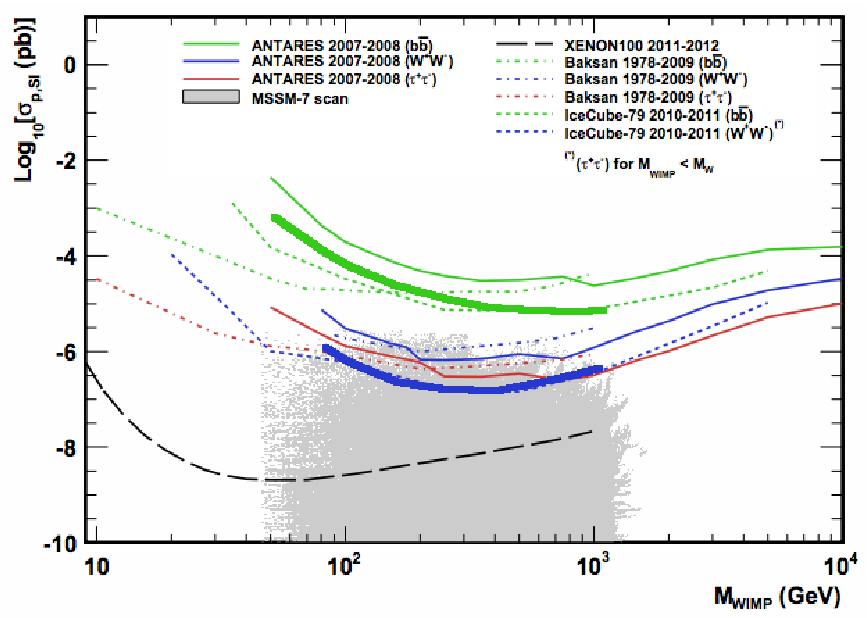 Log₁₀[σₚ,SI (pb)]
0
-2
-4
-6
-8
-10
ANTARES 2007-2008 (bb̅)
ANTARES 2007-2008 (W⁺W⁻)
ANTARES 2007-2008 (τ⁺τ⁻)
MSSM-7 scan
XENON100 2011-2012
Baksan 1978-2009 (bb̅)
Baksan 1978-2009 (W⁺W⁻)
Baksan 1978-2009 (τ⁺τ⁻)
IceCube-79 2010-2011 (bb̅)
IceCube-79 2010-2011 (W⁺W⁻)⁽*⁾
⁽*⁾(τ⁺τ⁻) for M_WIMP < M_W
10 10² 10³ 10⁴
M_WIMP (GeV)